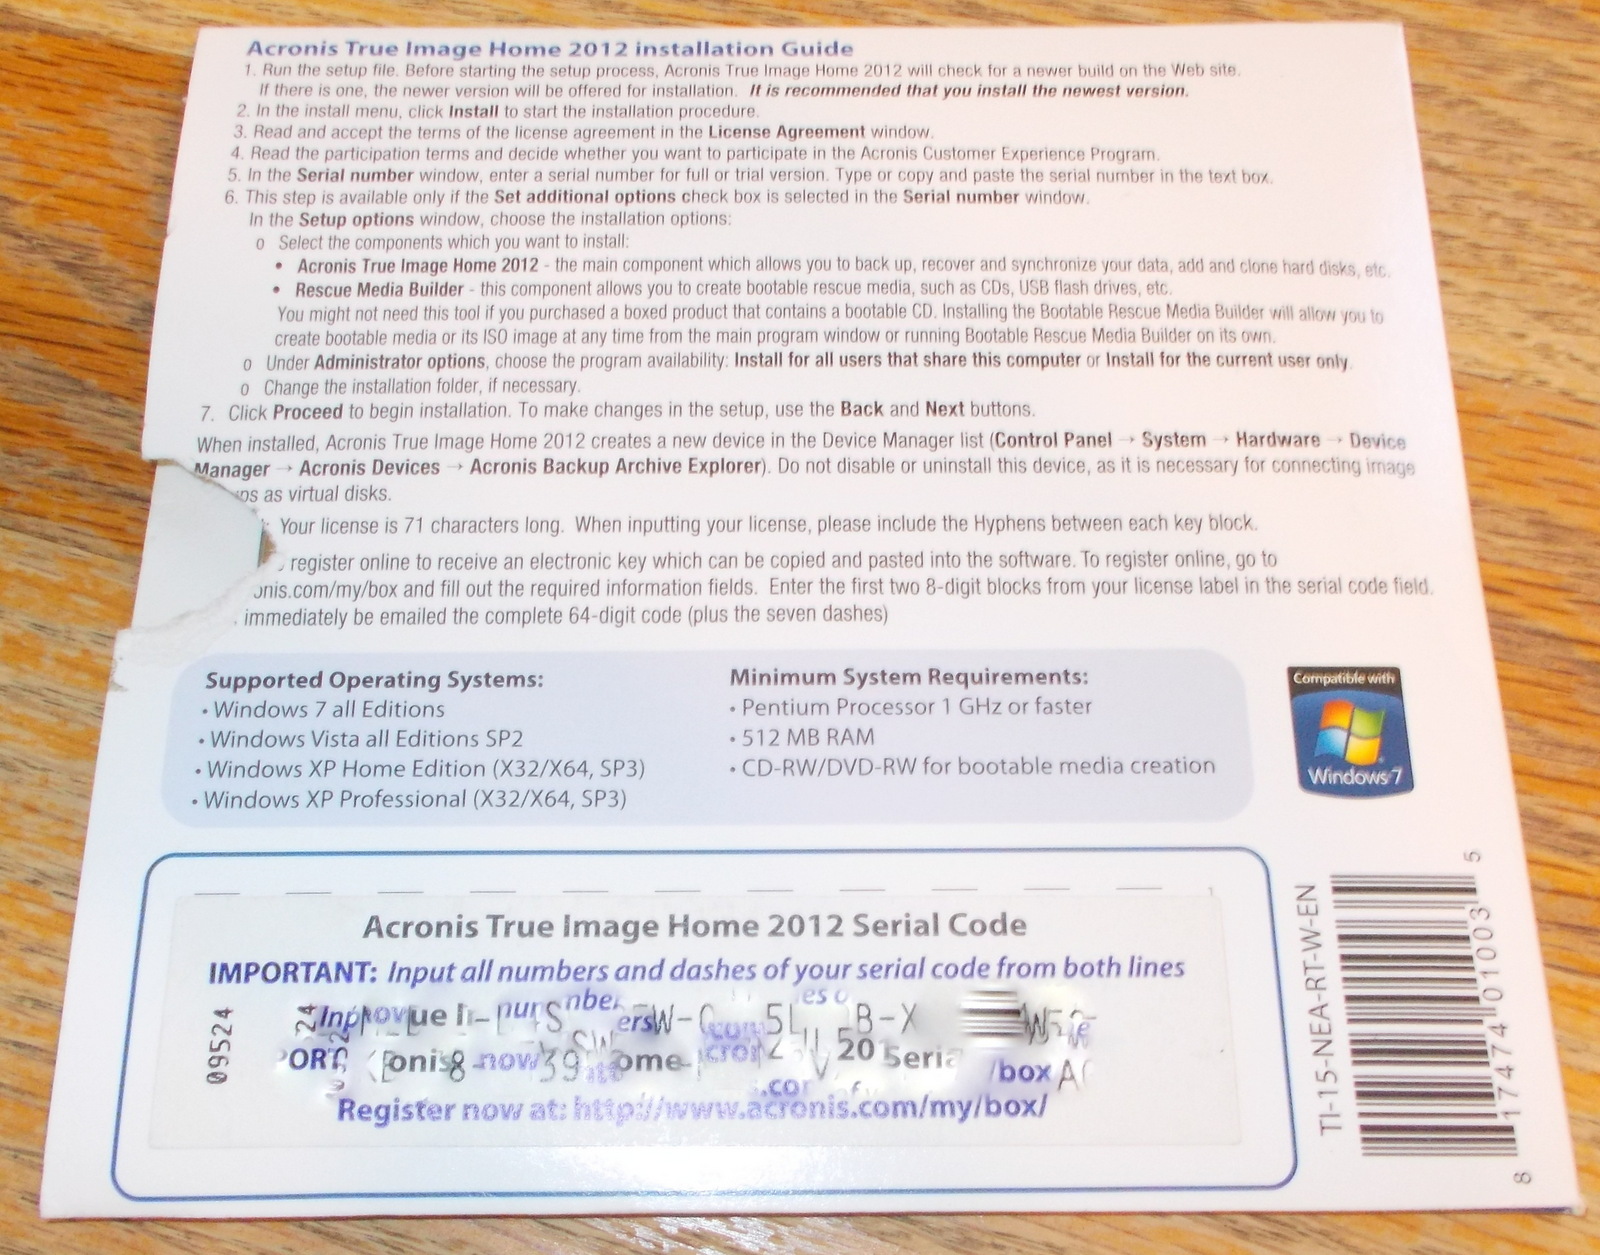 Acronis True Image Home 2012 installation Guide
1. Run the setup file. Before starting the setup process, Acronis True Image Home 2012 will check for a newer build on the Web site.
If there is one, the newer version will be offered for installation. It is recommended that you install the newest version.
2. In the install menu, click Install to start the installation procedure.
3. Read and accept the terms of the license agreement in the License Agreement window.
4. Read the participation terms and decide whether you want to participate in the Acronis Customer Experience Program.
5. In the Serial number window, enter a serial number for full or trial version. Type or copy and paste the serial number in the text box.
6. This step is available only if the Set additional options check box is selected in the Serial number window.
In the Setup options window, choose the installation options:
o Select the components which you want to install:
• Acronis True Image Home 2012 - the main component which allows you to back up, recover and synchronize your data, add and clone hard disks, etc.
• Rescue Media Builder - this component allows you to create bootable rescue media, such as CDs, USB flash drives, etc.
You might not need this tool if you purchased a boxed product that contains a bootable CD. Installing the Bootable Rescue Media Builder will allow you to
create bootable media or its ISO image at any time from the main program window or running Bootable Rescue Media Builder on its own.
o Under Administrator options, choose the program availability: Install for all users that share this computer or Install for the current user only.
o Change the installation folder, if necessary.
7. Click Proceed to begin installation. To make changes in the setup, use the Back and Next buttons.
When installed, Acronis True Image Home 2012 creates a new device in the Device Manager list (Control Panel → System → Hardware → Device
Manager → Acronis Devices → Acronis Backup Archive Explorer). Do not disable or uninstall this device, as it is necessary for connecting image
as virtual disks.
Your license is 71 characters long. When inputting your license, please include the Hyphens between each key block.
register online to receive an electronic key which can be copied and pasted into the software. To register online, go to
onis.com/my/box and fill out the required information fields. Enter the first two 8-digit blocks from your license label in the serial code field.
immediately be emailed the complete 64-digit code (plus the seven dashes)
Supported Operating Systems:
• Windows 7 all Editions
• Windows Vista all Editions SP2
• Windows XP Home Edition (X32/X64, SP3)
• Windows XP Professional (X32/X64, SP3)
Minimum System Requirements:
• Pentium Processor 1 GHz or faster
• 512 MB RAM
• CD-RW/DVD-RW for bootable media creation
Compatible with
Windows 7
Acronis True Image Home 2012 Serial Code
IMPORTANT: Input all numbers and dashes of your serial code from both lines
09524
Register now at: http://www.acronis.com/my/box/
TI-15-NEA-RT-W-EN
8 17474 01003 5